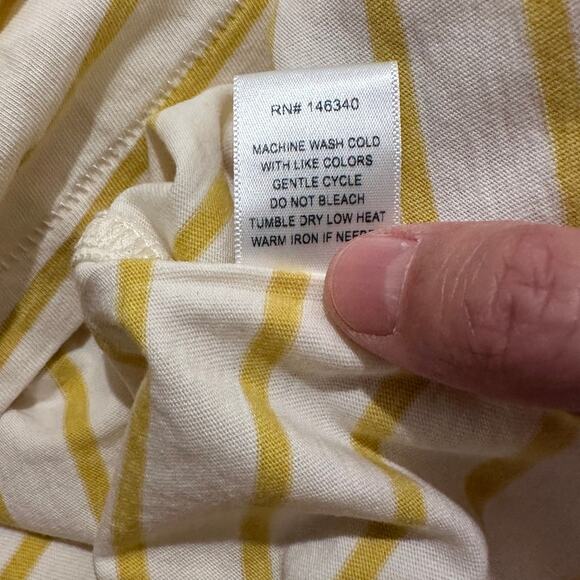 RN# 146340
MACHINE WASH COLD
WITH LIKE COLORS
GENTLE CYCLE
DO NOT BLEACH
TUMBLE DRY LOW HEAT
WARM IRON IF